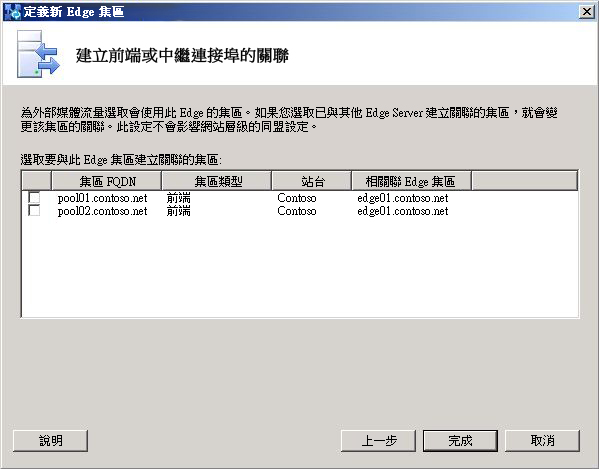 定義新 Edge 集區
建立前端或中繼連接埠的關聯
為外部媒體流量選取會使用此 Edge 的集區。如果您選取已與其他 Edge Server 建立關聯的集區，就會變
更該集區的關聯。此設定不會影響網站層級的同盟設定。
選取要與此 Edge 集區建立關聯的集區:
集區 FQDN 集區類型 站台 相關聯 Edge 集區
pool01.contoso.net 前端 Contoso edge01.contoso.net
pool02.contoso.net 前端 Contoso edge01.contoso.net
說明 上一步 完成 取消